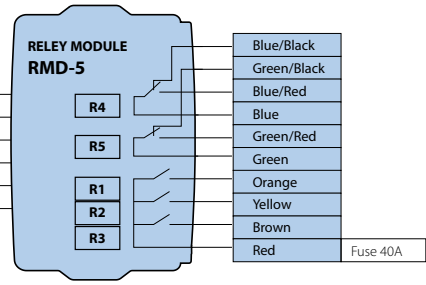 RELEY MODULE
RMD-5
R4
R5
R1
R2
R3
Blue/Black
Green/Black
Blue/Red
Blue
Green/Red
Green
Orange
Yellow
Brown
Red
Fuse 40A